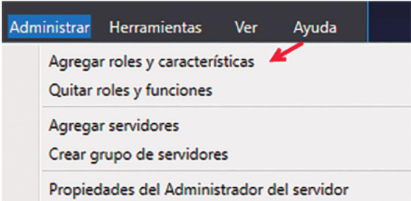 Administrar Herramientas Ver Ayuda
Agregar roles y características
Quitar roles y funciones
Agregar servidores
Crear grupo de servidores
Propiedades del Administrador del servidor